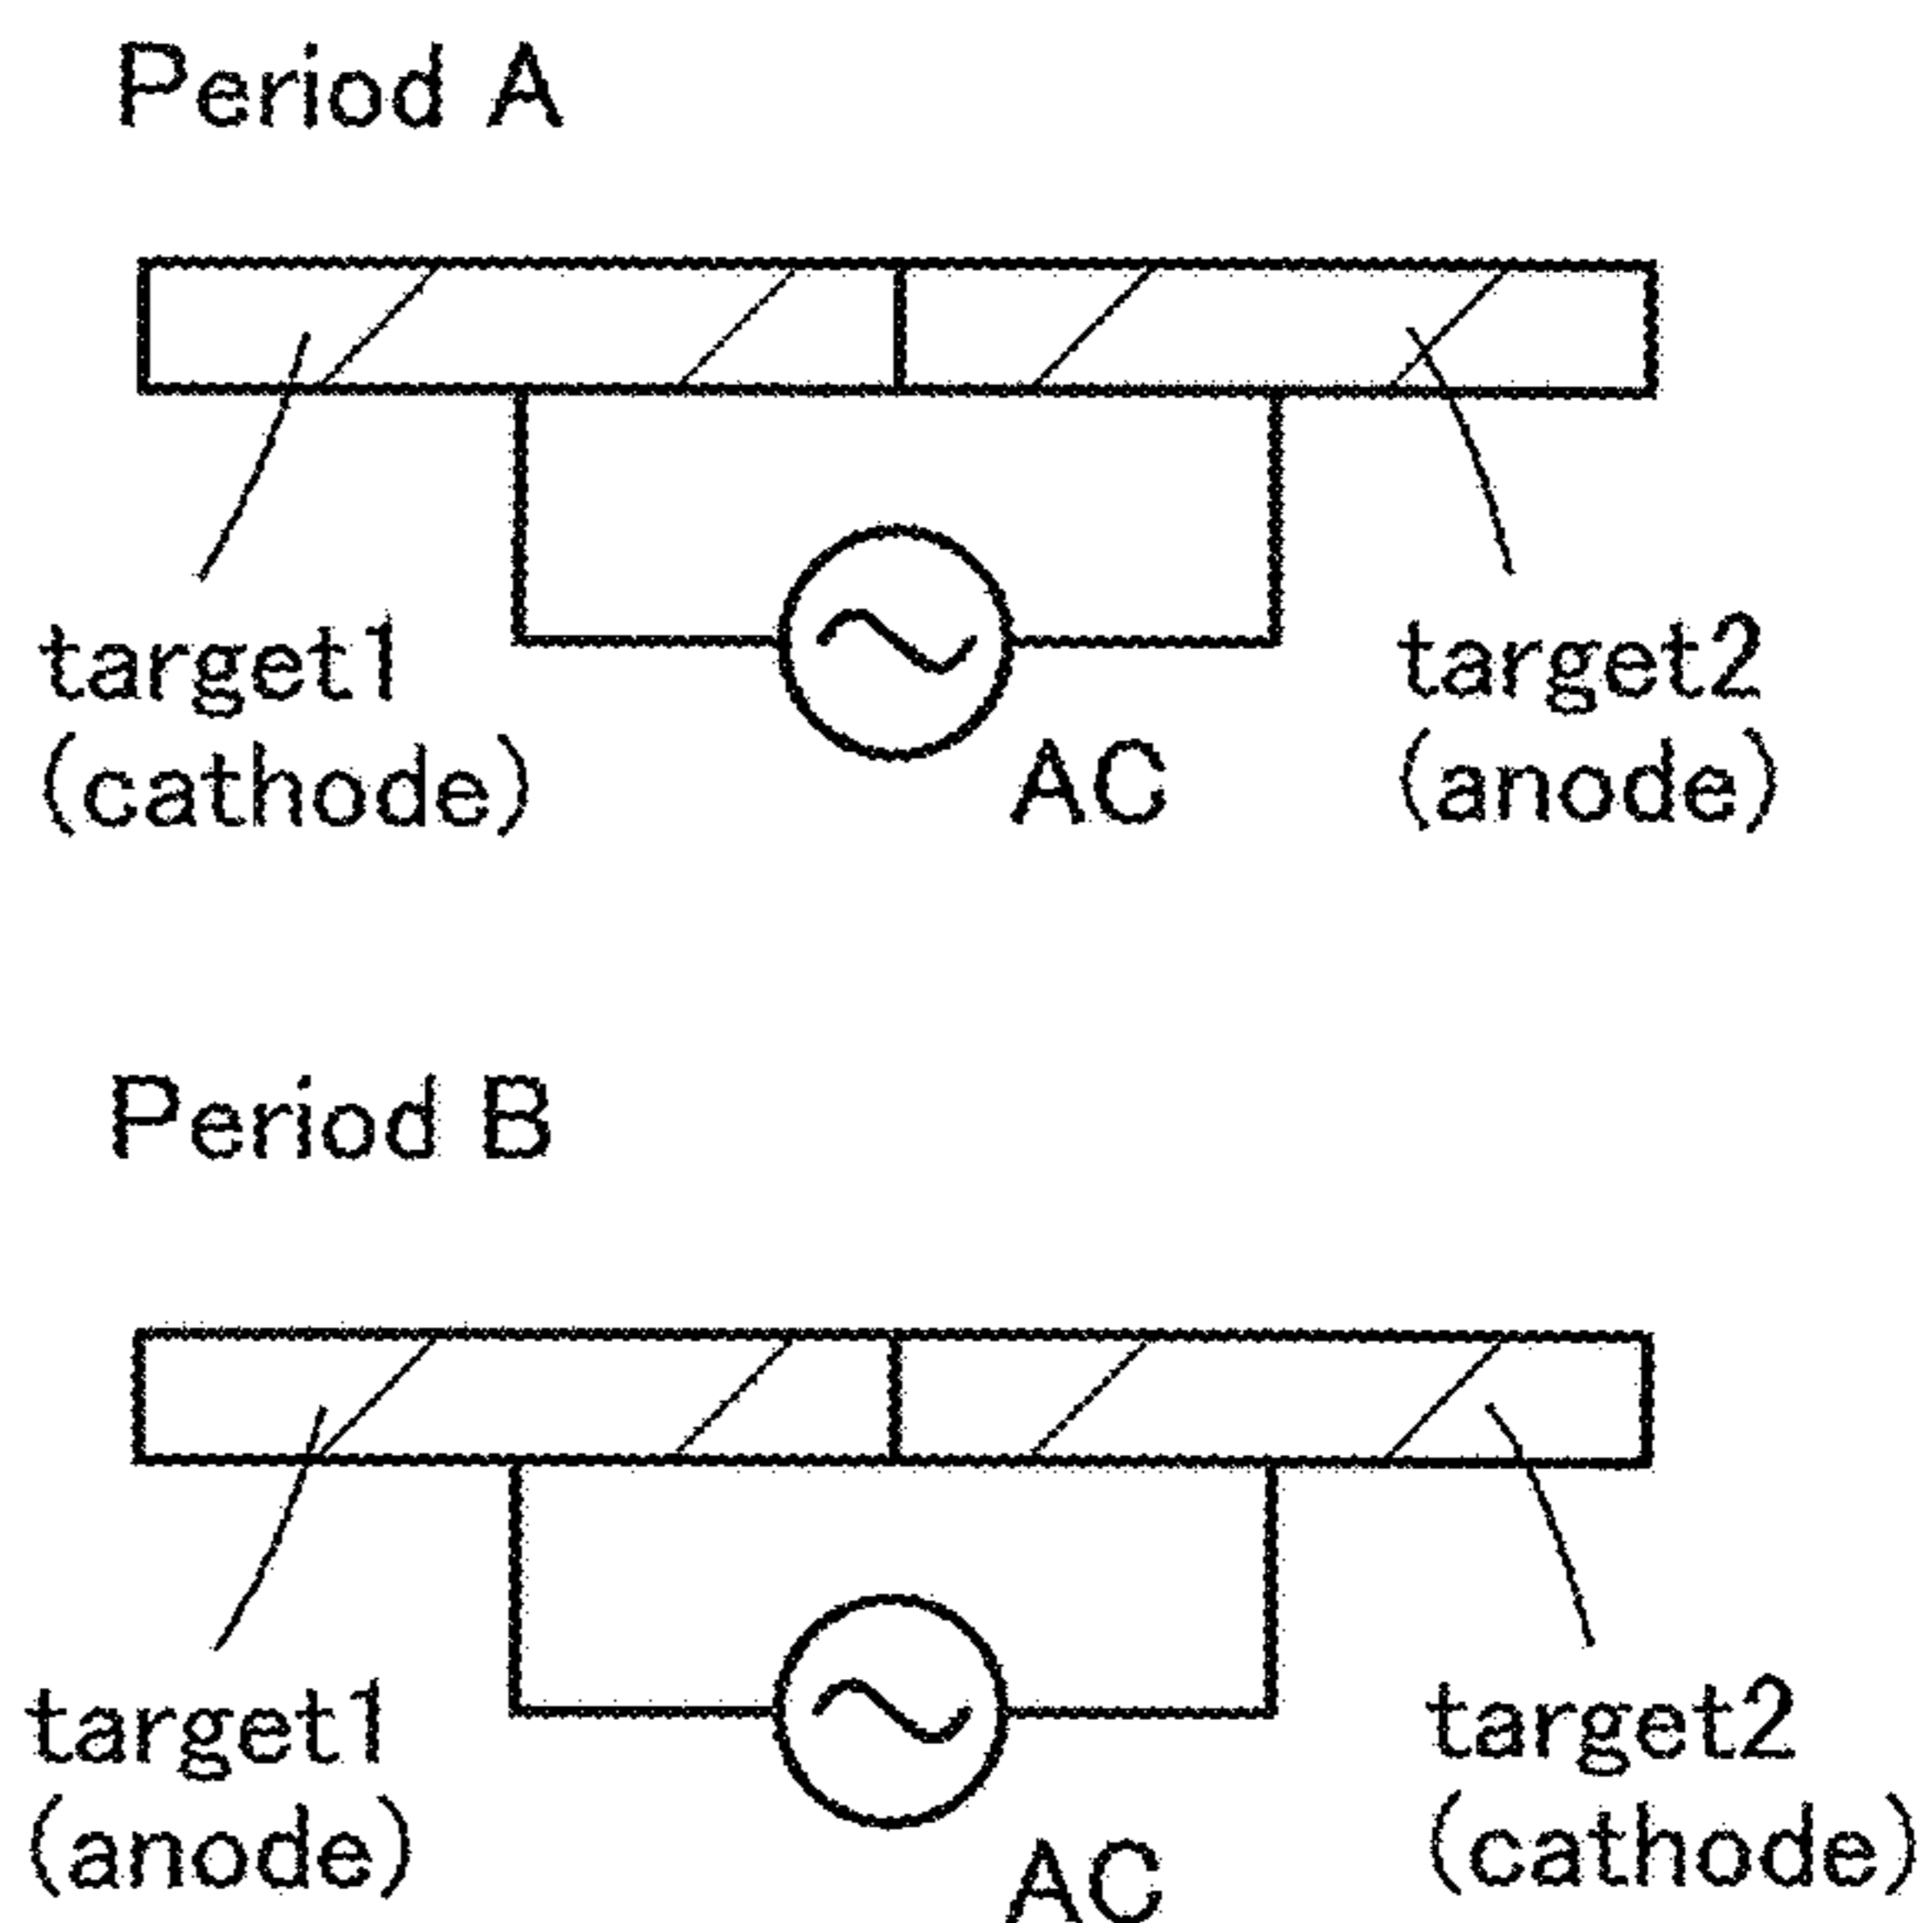 Period A
target1
(cathode)
AC
target2
(anode)
Period B
target1
(anode)
AC
target2
(cathode)